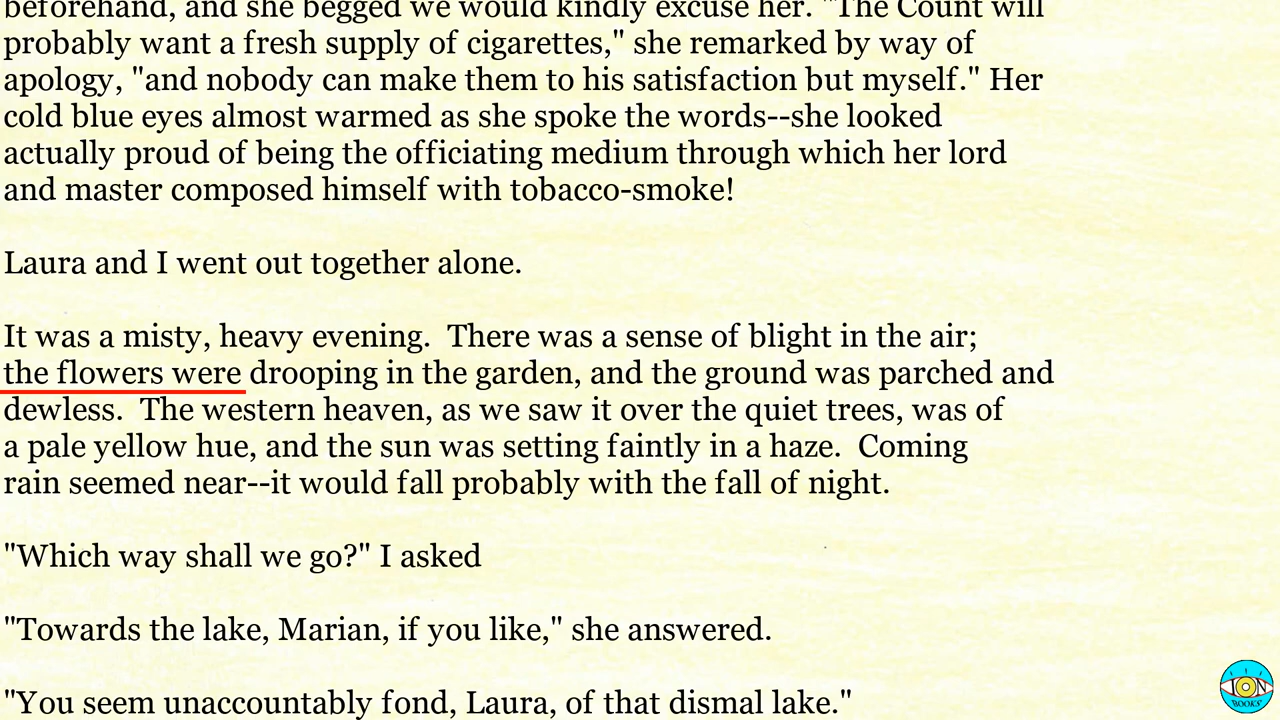 beforehand, and she begged we would kindly excuse her. "The Count will
probably want a fresh supply of cigarettes," she remarked by way of
apology, "and nobody can make them to his satisfaction but myself." Her
cold blue eyes almost warmed as she spoke the words--she looked
actually proud of being the officiating medium through which her lord
and master composed himself with tobacco-smoke!
Laura and I went out together alone.
It was a misty, heavy evening.  There was a sense of blight in the air;
the flowers were drooping in the garden, and the ground was parched and
dewless.  The western heaven, as we saw it over the quiet trees, was of
a pale yellow hue, and the sun was setting faintly in a haze.  Coming
rain seemed near--it would fall probably with the fall of night.
"Which way shall we go?" I asked
"Towards the lake, Marian, if you like," she answered.
"You seem unaccountably fond, Laura, of that dismal lake."
ION
BOOKS